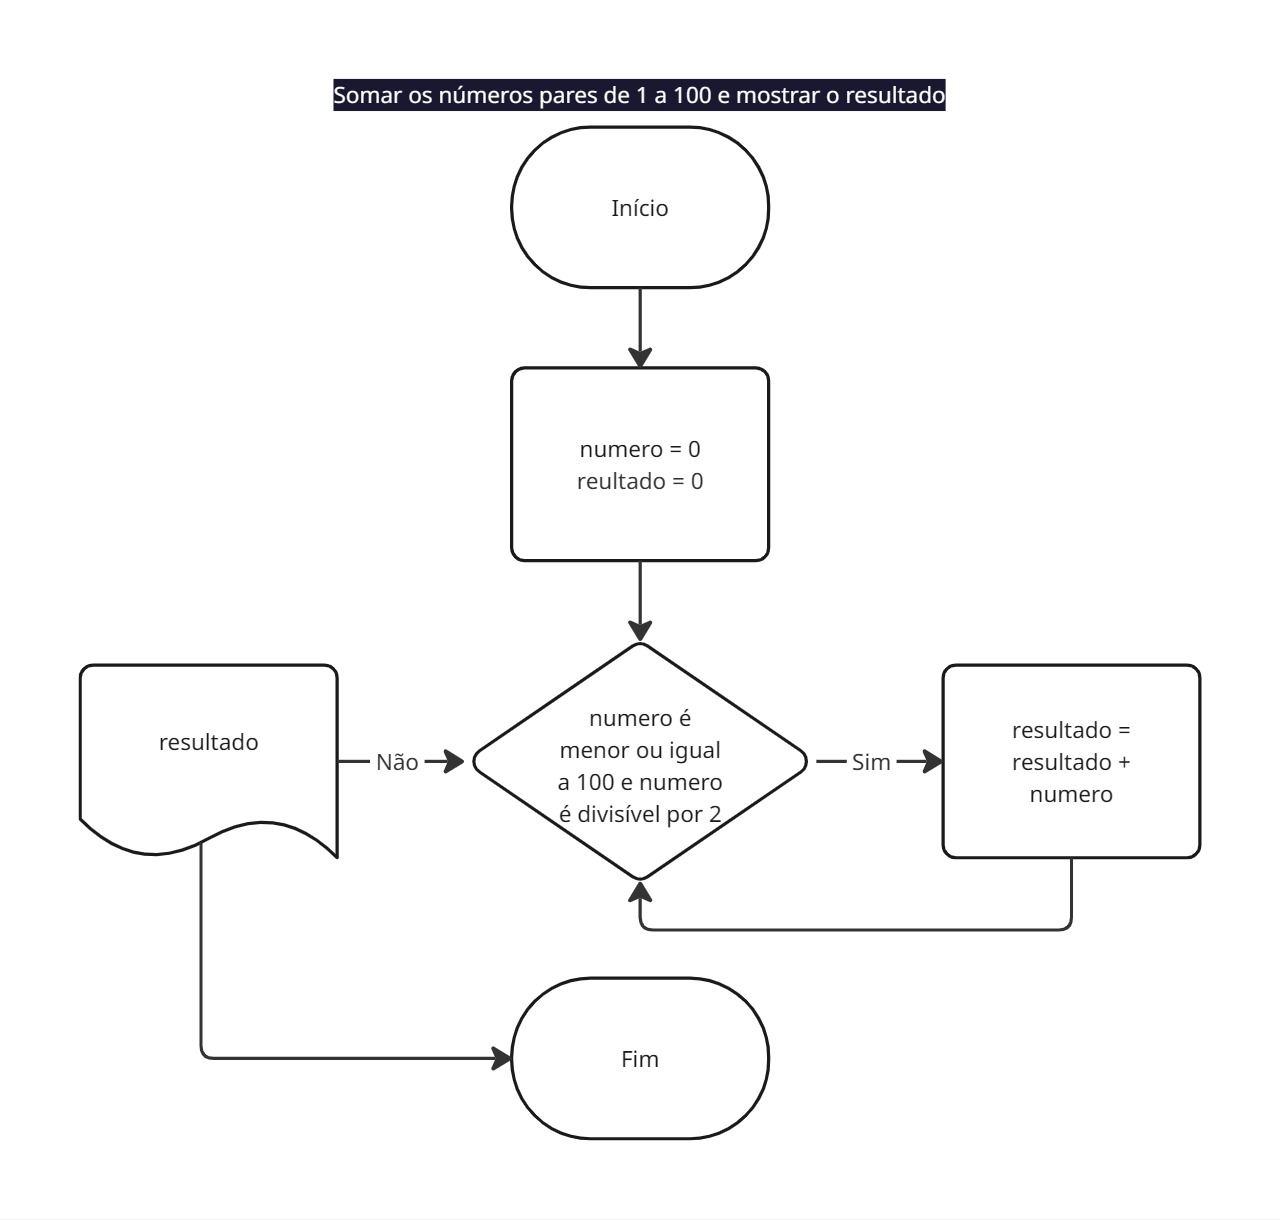 Somar os números pares de 1 a 100 e mostrar o resultado
Início
numero = 0
reultado = 0
numero é
menor ou igual
a 100 e numero
é divisível por 2
Não
resultado
Sim
resultado =
resultado +
numero
Fim